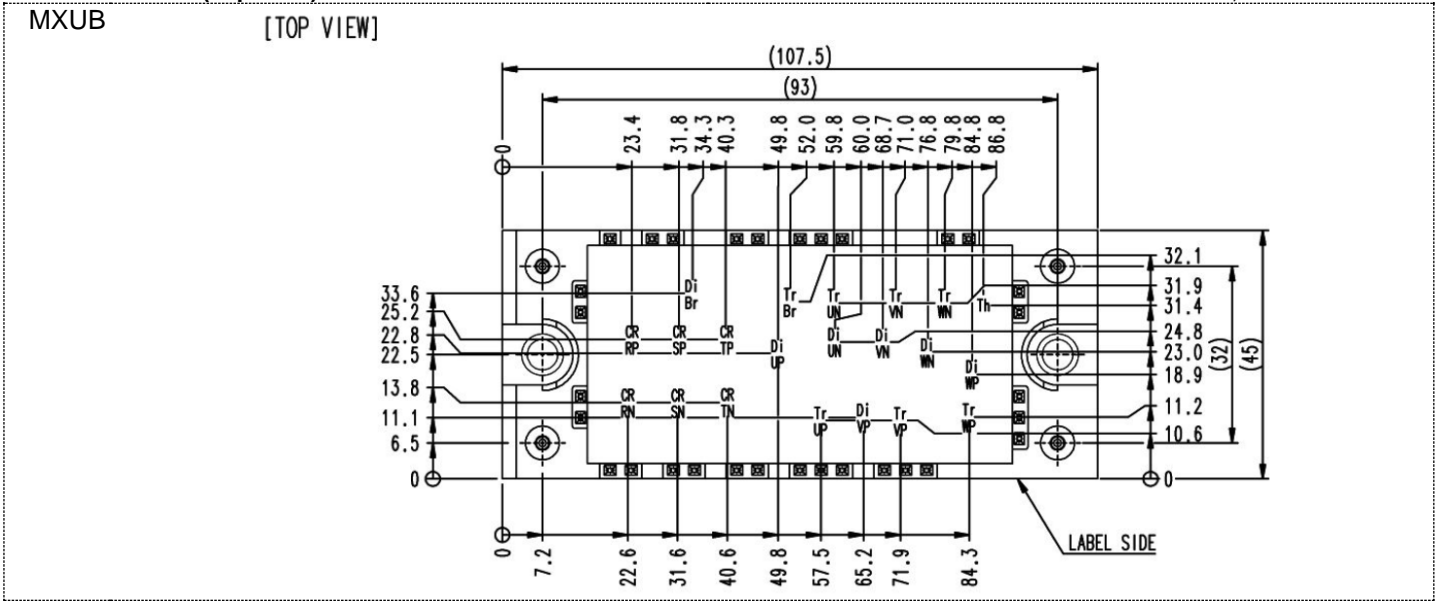 MXUB
[TOP VIEW]
(107.5)
(93)
0 23.4 31.8 34.3 40.3 49.8 52.0 59.8 60.0 68.7 71.0 76.8 79.8 84.8 86.8
33.6
25.2
22.8
22.5
13.8
11.1
6.5
0
Di Br
Tr Br
Tr UN
Tr VN
Tr WN
Th
CR RP
CR SP
CR TP
Di UP
Di UN
Di VN
Di WN
Di WP
CR RN
CR SN
CR TN
Tr UP
Di VP
Tr VP
Tr WP
32.1
31.9
31.4
24.8
23.0
18.9
11.2
10.6
0
(32)
(45)
0 7.2 22.6 31.6 40.6 49.8 57.5 65.2 71.9 84.3
LABEL SIDE